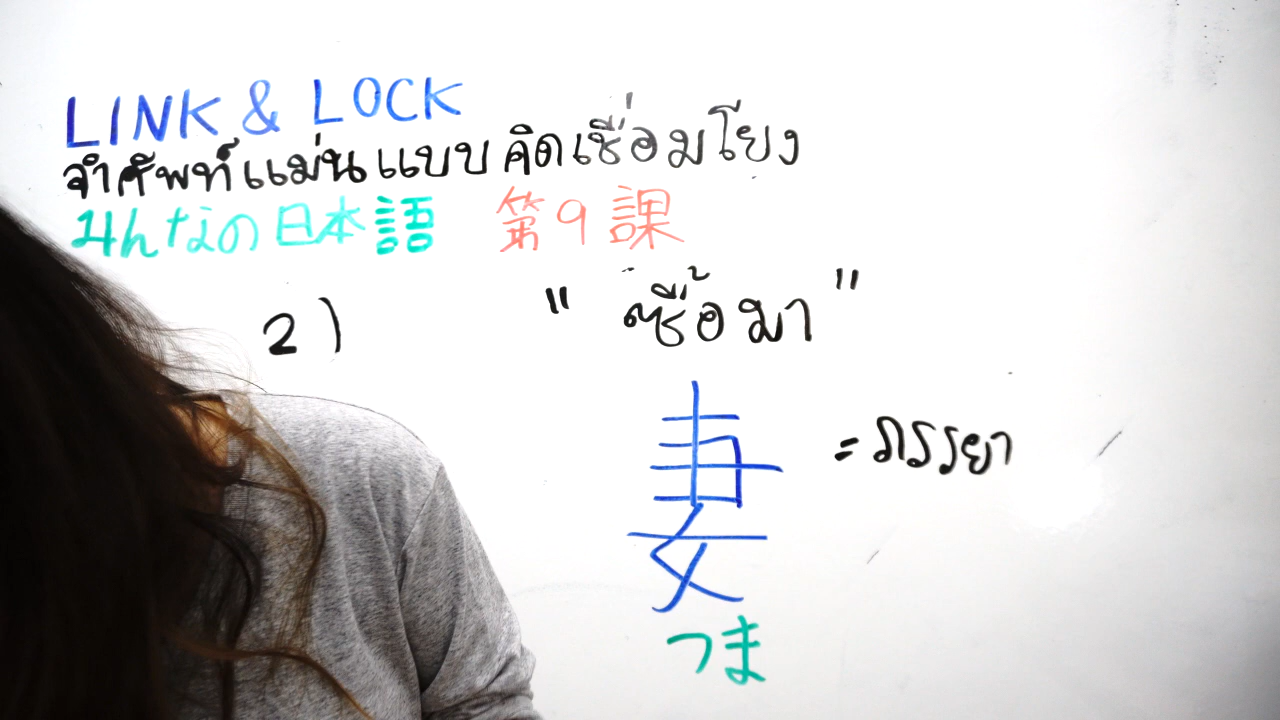 LINK & LOCK
จำศัพท์แม่นแบบคิดเชื่อมโยง
みんなの日本語 第9課
2) " ซื้อมา "
妻 = ภรรยา
つま